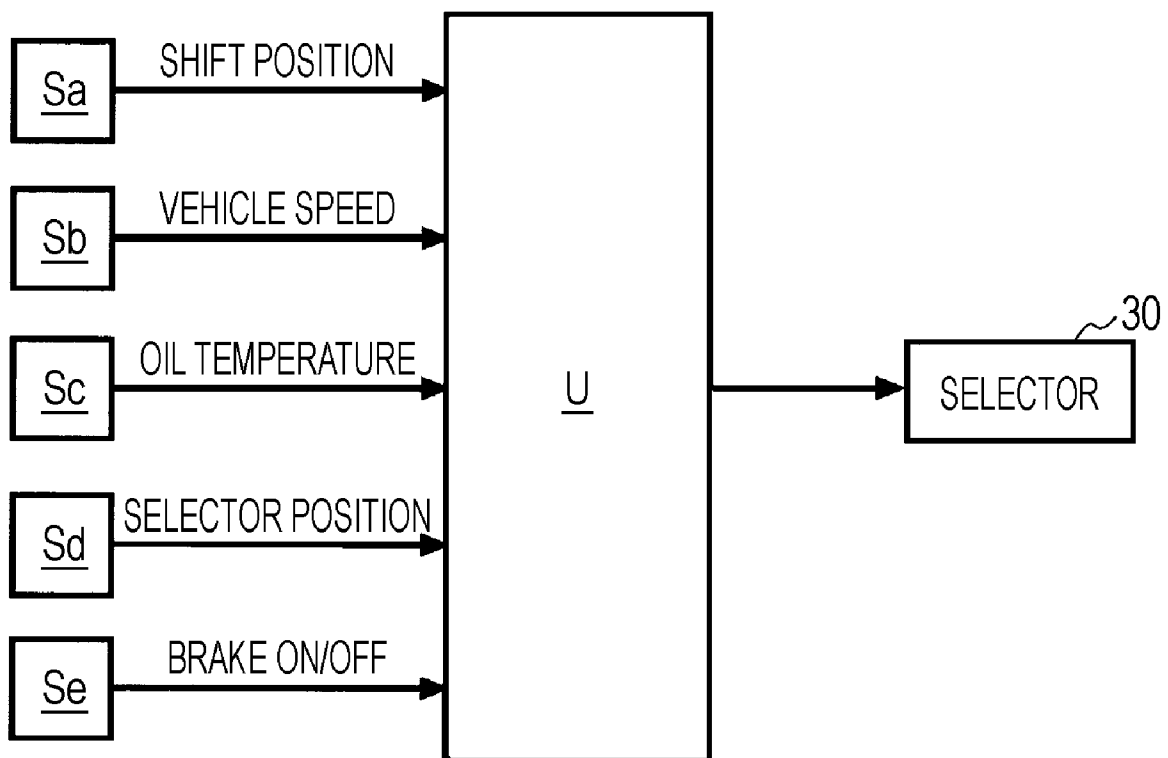 Sa
SHIFT POSITION
Sb
VEHICLE SPEED
Sc
OIL TEMPERATURE
Sd
SELECTOR POSITION
Se
BRAKE ON/OFF
U
30
SELECTOR